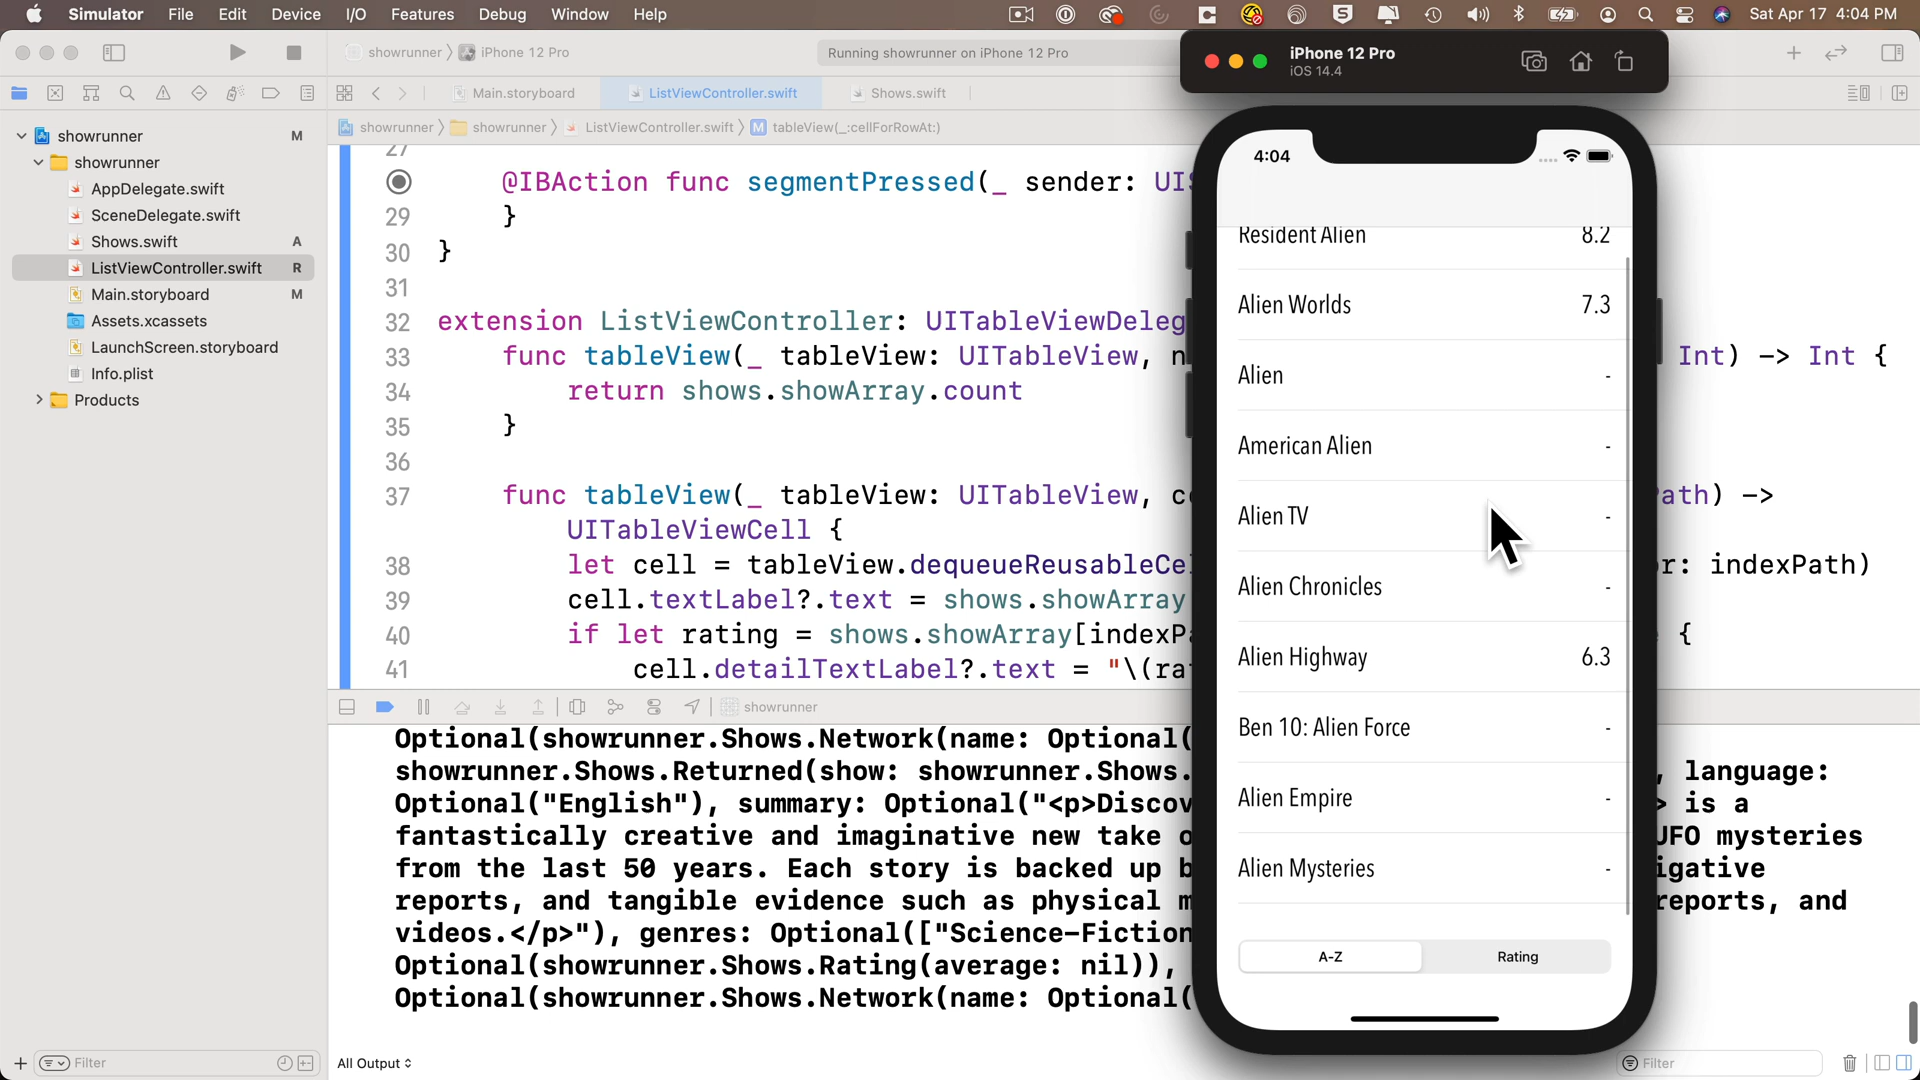 Simulator File Edit Device I/O Features Debug Window Help Sat Apr 17 4:04 PM
showrunner iPhone 12 Pro Running showrunner on iPhone 12 Pro
iPhone 12 Pro
iOS 14.4
Main.storyboard ListViewController.swift Shows.swift
showrunner showrunner ListViewController.swift M tableView(_:cellForRowAt:)
showrunner M
showrunner
AppDelegate.swift
SceneDelegate.swift
Shows.swift A
ListViewController.swift R
Main.storyboard M
Assets.xcassets
LaunchScreen.storyboard
Info.plist
Products
Filter
27
@IBAction func segmentPressed(_ sender: UIS
29 }
30 }
31
32 extension ListViewController: UITableViewDeleg
33 func tableView(_ tableView: UITableView, n Int) -> Int {
34 return shows.showArray.count
35 }
36
37 func tableView(_ tableView: UITableView, ce Path) ->
UITableViewCell {
38 let cell = tableView.dequeueReusableCel or: indexPath)
39 cell.textLabel?.text = shows.showArray
40 if let rating = shows.showArray[indexPa {
41 cell.detailTextLabel?.text = "\(ra
showrunner
Optional(showrunner.Shows.Network(name: Optional(
showrunner.Shows.Returned(show: showrunner.Shows. , language:
Optional("English"), summary: Optional("<p>Discov > is a
fantastically creative and imaginative new take o UFO mysteries
from the last 50 years. Each story is backed up b igative
reports, and tangible evidence such as physical m reports, and
videos.</p>"), genres: Optional(["Science-Fiction
Optional(showrunner.Shows.Rating(average: nil)),
Optional(showrunner.Shows.Network(name: Optional(
All Output
Filter
4:04
Resident Alien 8.2
Alien Worlds 7.3
Alien -
American Alien -
Alien TV -
Alien Chronicles -
Alien Highway 6.3
Ben 10: Alien Force -
Alien Empire -
Alien Mysteries -
A-Z Rating